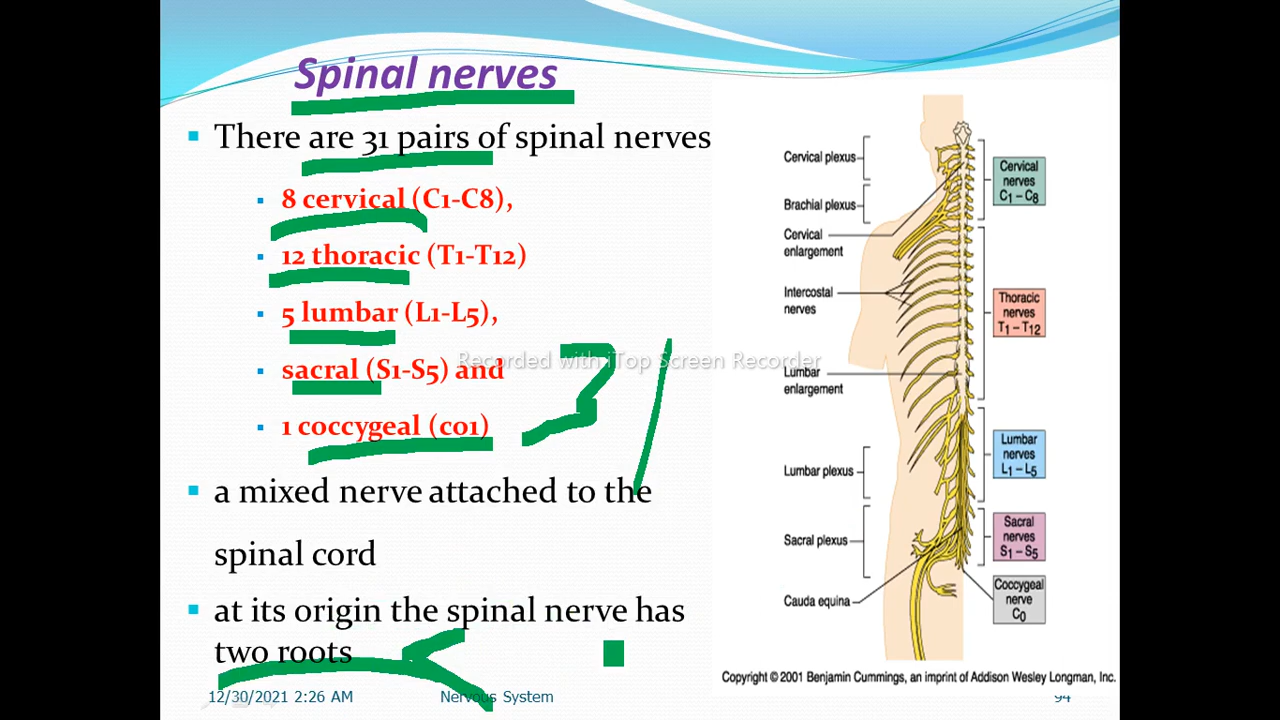 Spinal nerves
There are 31 pairs of spinal nerves
8 cervical (C1-C8),
12 thoracic (T1-T12)
5 lumbar (L1-L5),
sacral (S1-S5) and
1 coccygeal (co1)
31
a mixed nerve attached to the
spinal cord
at its origin the spinal nerve has
two roots
Recorded with iTop Screen Recorder
Cervical plexus
Brachial plexus
Cervical
enlargement
Intercostal
nerves
Lumbar
enlargement
Lumbar plexus
Sacral plexus
Cauda equina
Cervical
nerves
C1 – C8
Thoracic
nerves
T1 – T12
Lumbar
nerves
L1 – L5
Sacral
nerves
S1 – S5
Coccygeal
nerve
C0
Copyright © 2001 Benjamin Cummings, an imprint of Addison Wesley Longman, Inc.
12/30/2021 2:26 AM
Nervous System
94